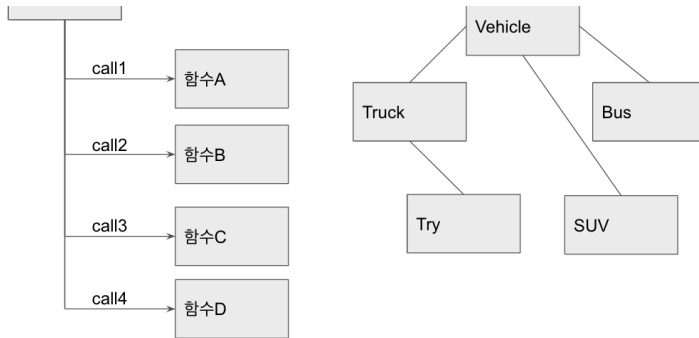 call1
함수A
call2
함수B
call3
함수C
call4
함수D
Vehicle
Truck
Bus
Try
SUV